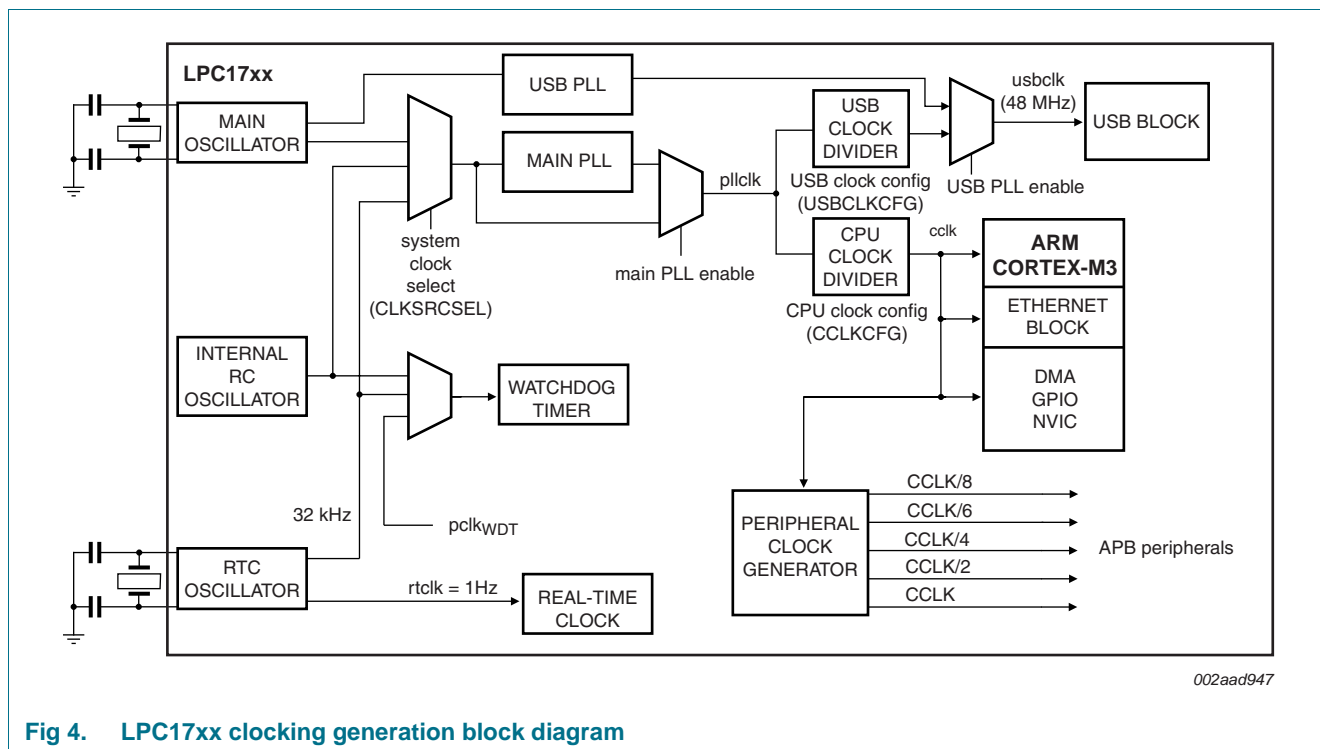 LPC17xx
MAIN
OSCILLATOR
USB PLL
MAIN PLL
system
clock
select
(CLKSRCSEL)
main PLL enable
pllclk
USB
CLOCK
DIVIDER
USB clock config
(USBCLKCFG)
usbclk
(48 MHz)
USB PLL enable
USB BLOCK
CPU
CLOCK
DIVIDER
CPU clock config
(CCLKCFG)
cclk
ARM
CORTEX-M3
ETHERNET
BLOCK
DMA
GPIO
NVIC
INTERNAL
RC
OSCILLATOR
WATCHDOG
TIMER
pclkWDT
32 kHz
RTC
OSCILLATOR
rtclk = 1Hz
REAL-TIME
CLOCK
PERIPHERAL
CLOCK
GENERATOR
CCLK/8
CCLK/6
CCLK/4
CCLK/2
CCLK
APB peripherals
002aad947
Fig 4. LPC17xx clocking generation block diagram